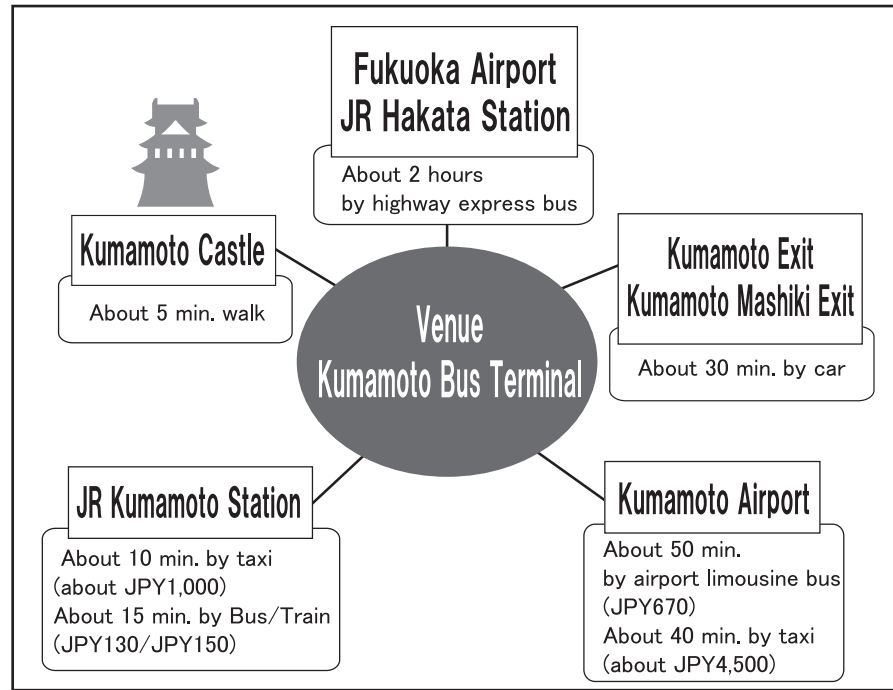 Fukuoka Airport
JR Hakata Station
About 2 hours
by highway express bus
Kumamoto Castle
About 5 min. walk
Kumamoto Exit
Kumamoto Mashiki Exit
About 30 min. by car
Venue
Kumamoto Bus Terminal
JR Kumamoto Station
About 10 min. by taxi
(about JPY1,000)
About 15 min. by Bus/Train
(JPY130/JPY150)
Kumamoto Airport
About 50 min.
by airport limousine bus
(JPY670)
About 40 min. by taxi
(about JPY4,500)